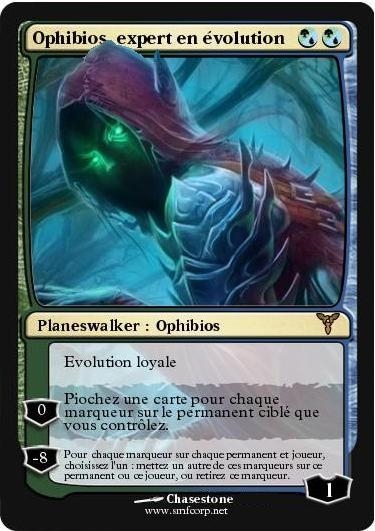 Ophibios, expert en évolution
Planeswalker : Ophibios
Evolution loyale
0
Piochez une carte pour chaque
marqueur sur le permanent ciblé que
vous contrôlez.
-8
Pour chaque marqueur sur chaque permanent et joueur,
choisissez l'un : mettez un autre de ces marqueurs sur ce
permanent ou ce joueur, ou retirez ce marqueur.
1
Chasestone
www.smfcorp.net